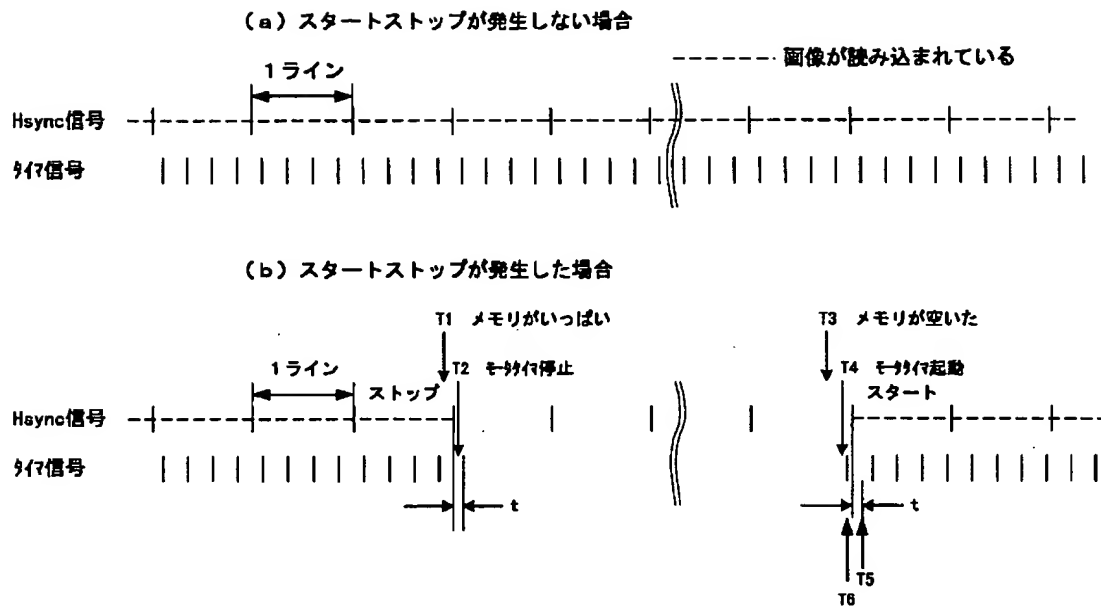 (a) スタートストップが発生しない場合
画像が読み込まれている
1ライン
Hsync信号
ﾀｲﾏ信号
(b) スタートストップが発生した場合
T1 メモリがいっぱい
T3 メモリが空いた
T2 ﾓｰﾀﾀｲﾏ停止
T4 ﾓｰﾀﾀｲﾏ起動
1ライン
ストップ
スタート
Hsync信号
ﾀｲﾏ信号
t
t
T5
T6